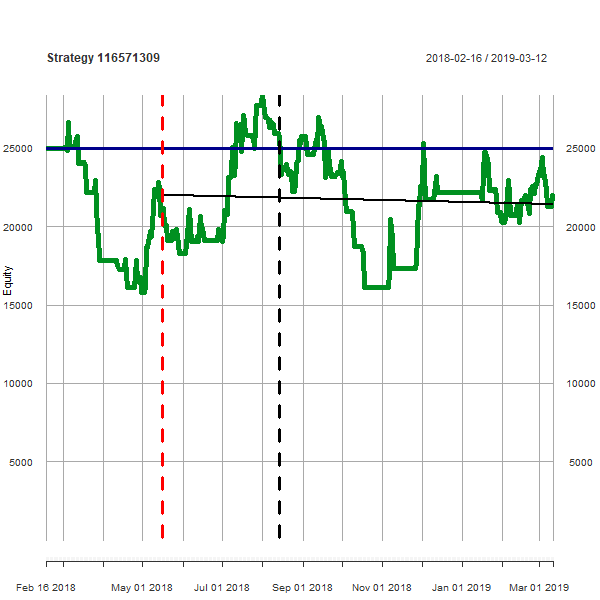 Strategy 116571309
2018-02-16 / 2019-03-12
25000
25000
20000
20000
15000
15000
10000
10000
5000
5000
Equity
Feb 16 2018
May 01 2018
Jul 01 2018
Sep 01 2018
Nov 01 2018
Jan 01 2019
Mar 01 2019